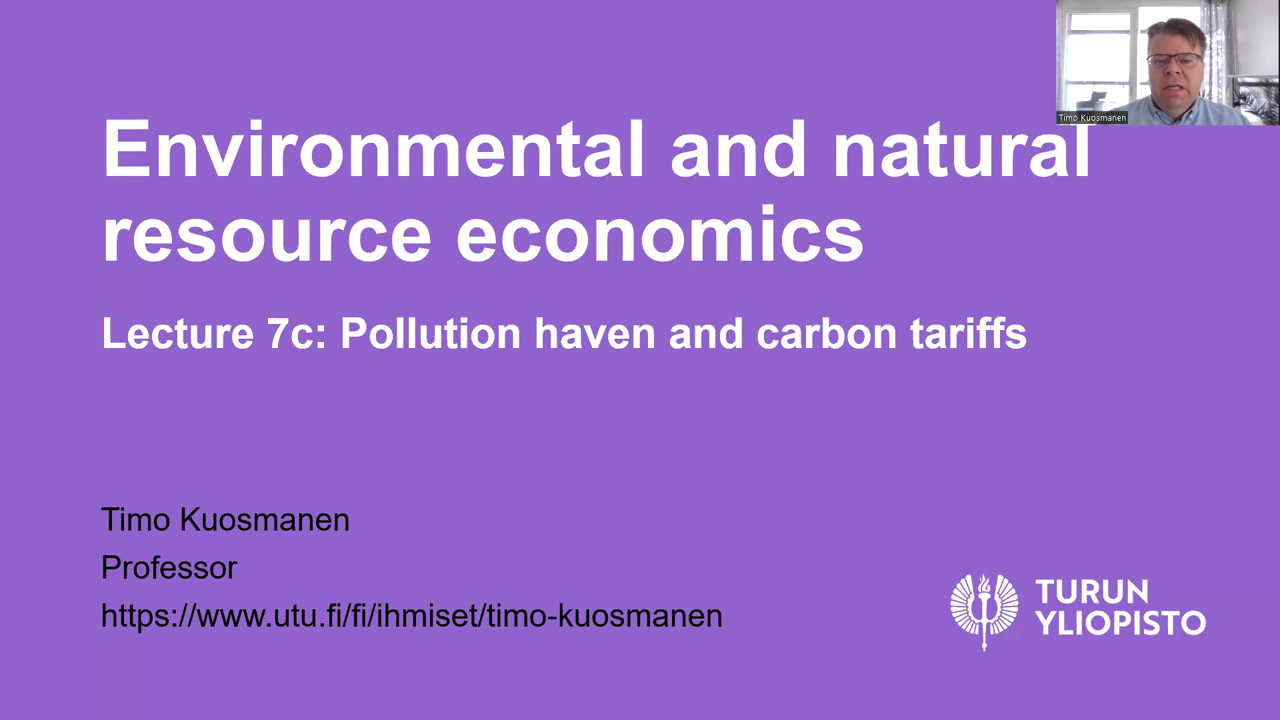 Timo Kuosmanen
Environmental and natural
resource economics
Lecture 7c: Pollution haven and carbon tariffs
Timo Kuosmanen
Professor
https://www.utu.fi/fi/ihmiset/timo-kuosmanen
TURUN
YLIOPISTO